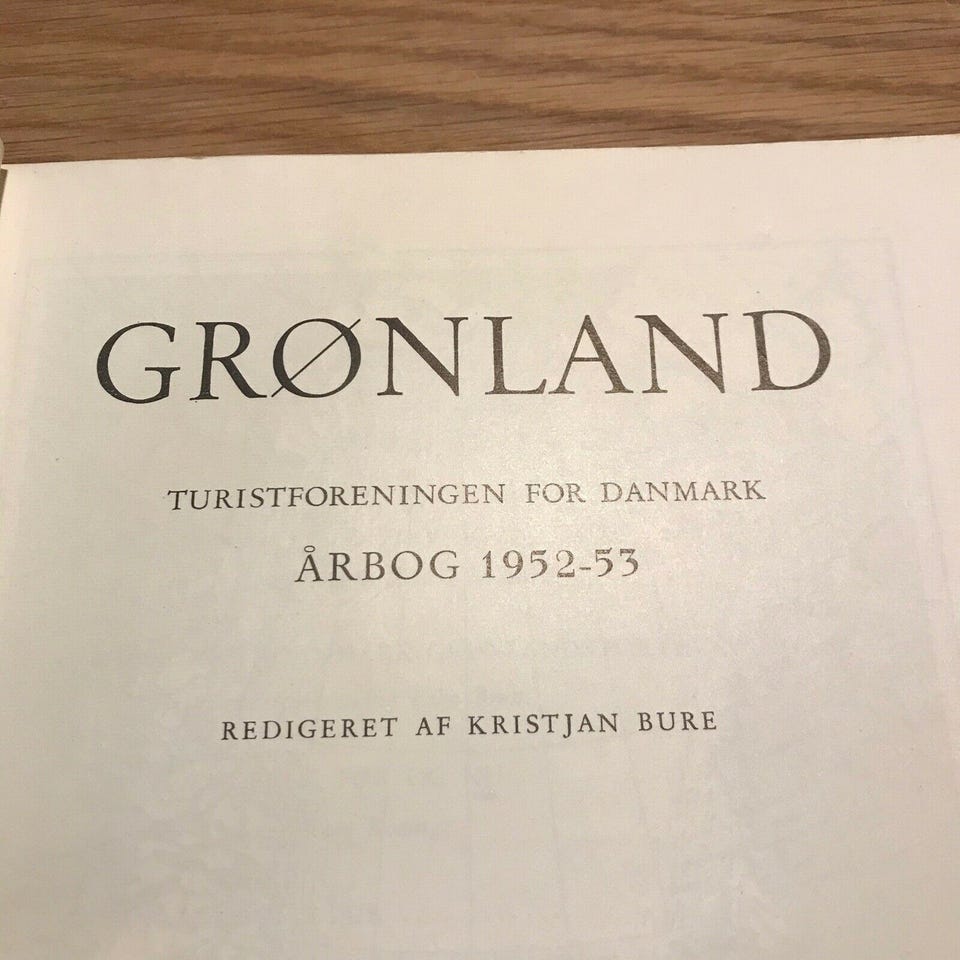 GRØNLAND
TURISTFORENINGEN FOR DANMARK
ÅRBOG 1952-53
REDIGERET AF KRISTJAN BURE